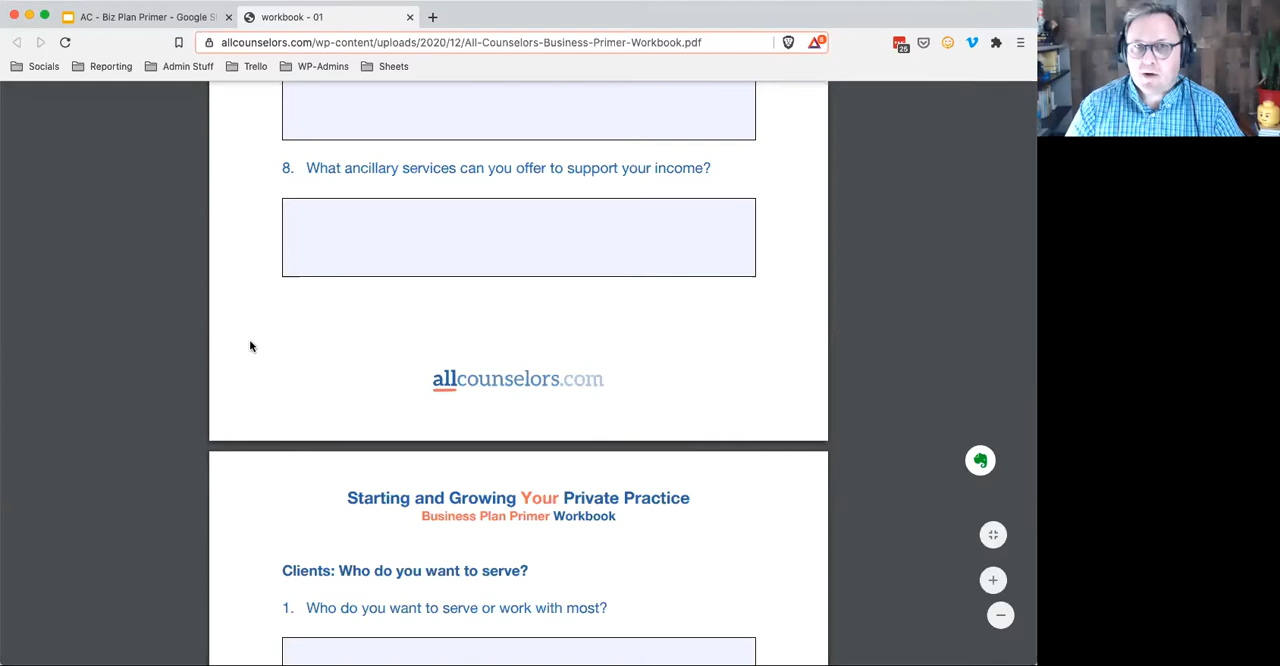 AC - Biz Plan Primer - Google Sl
workbook - 01
allcounselors.com/wp-content/uploads/2020/12/All-Counselors-Business-Primer-Workbook.pdf
6
25
Socials Reporting Admin Stuff Trello WP-Admins Sheets
8. What ancillary services can you offer to support your income?
allcounselors.com
Starting and Growing Your Private Practice
Business Plan Primer Workbook
Clients: Who do you want to serve?
1. Who do you want to serve or work with most?